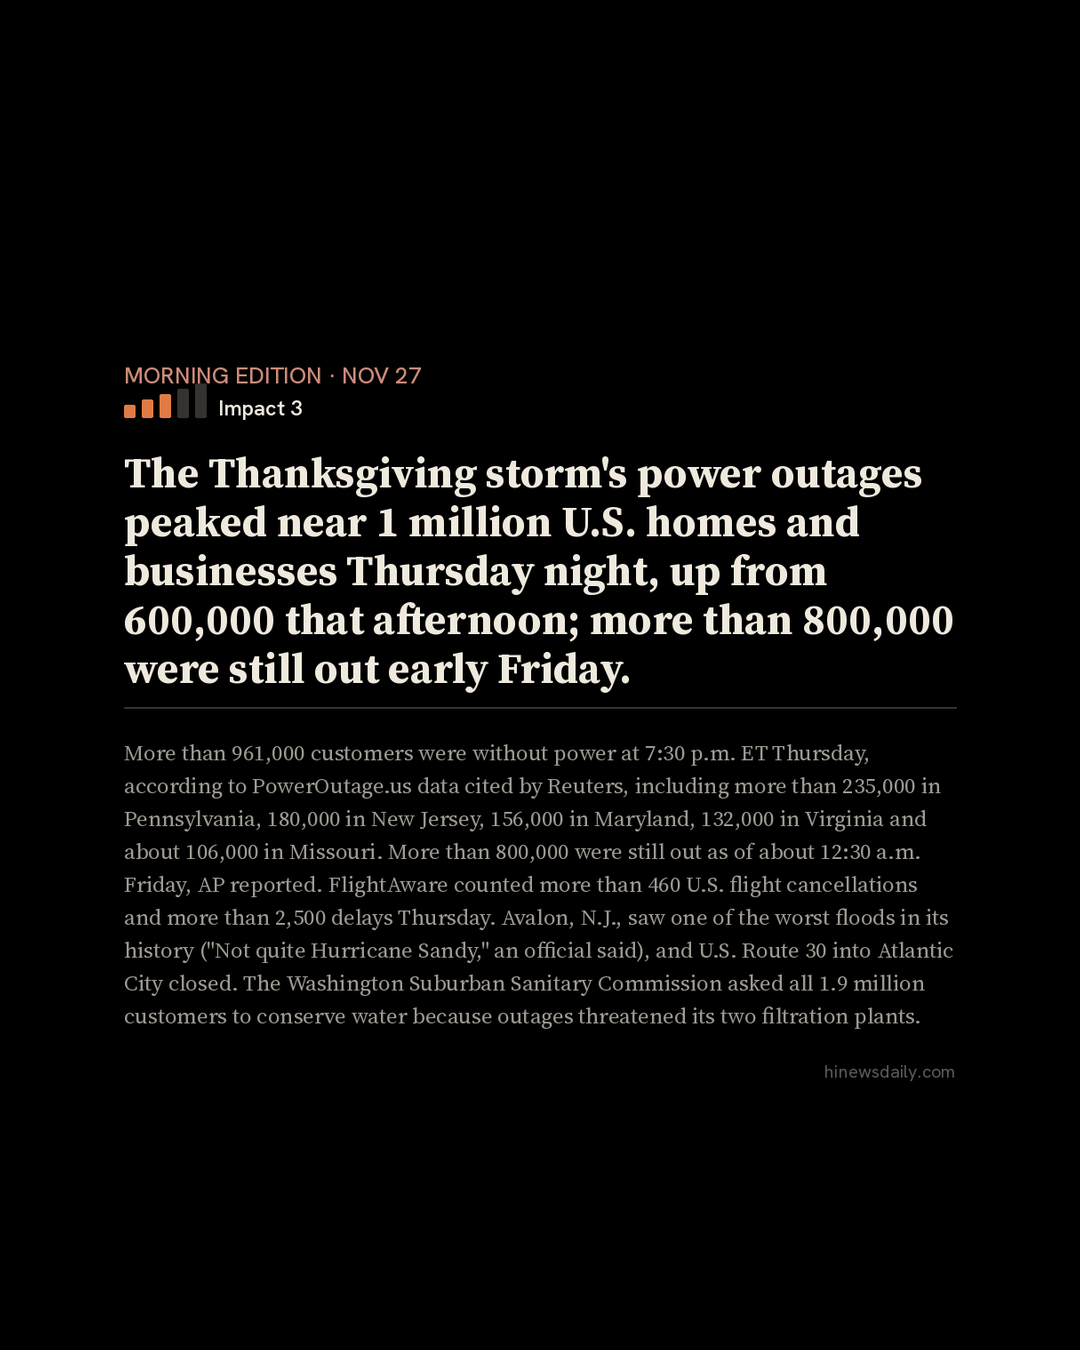 MORNING EDITION · NOV 27
Impact 3
The Thanksgiving storm's power outages
peaked near 1 million U.S. homes and
businesses Thursday night, up from
600,000 that afternoon; more than 800,000
were still out early Friday.
More than 961,000 customers were without power at 7:30 p.m. ET Thursday,
according to PowerOutage.us data cited by Reuters, including more than 235,000 in
Pennsylvania, 180,000 in New Jersey, 156,000 in Maryland, 132,000 in Virginia and
about 106,000 in Missouri. More than 800,000 were still out as of about 12:30 a.m.
Friday, AP reported. FlightAware counted more than 460 U.S. flight cancellations
and more than 2,500 delays Thursday. Avalon, N.J., saw one of the worst floods in its
history ("Not quite Hurricane Sandy," an official said), and U.S. Route 30 into Atlantic
City closed. The Washington Suburban Sanitary Commission asked all 1.9 million
customers to conserve water because outages threatened its two filtration plants.
hinewsdaily.com